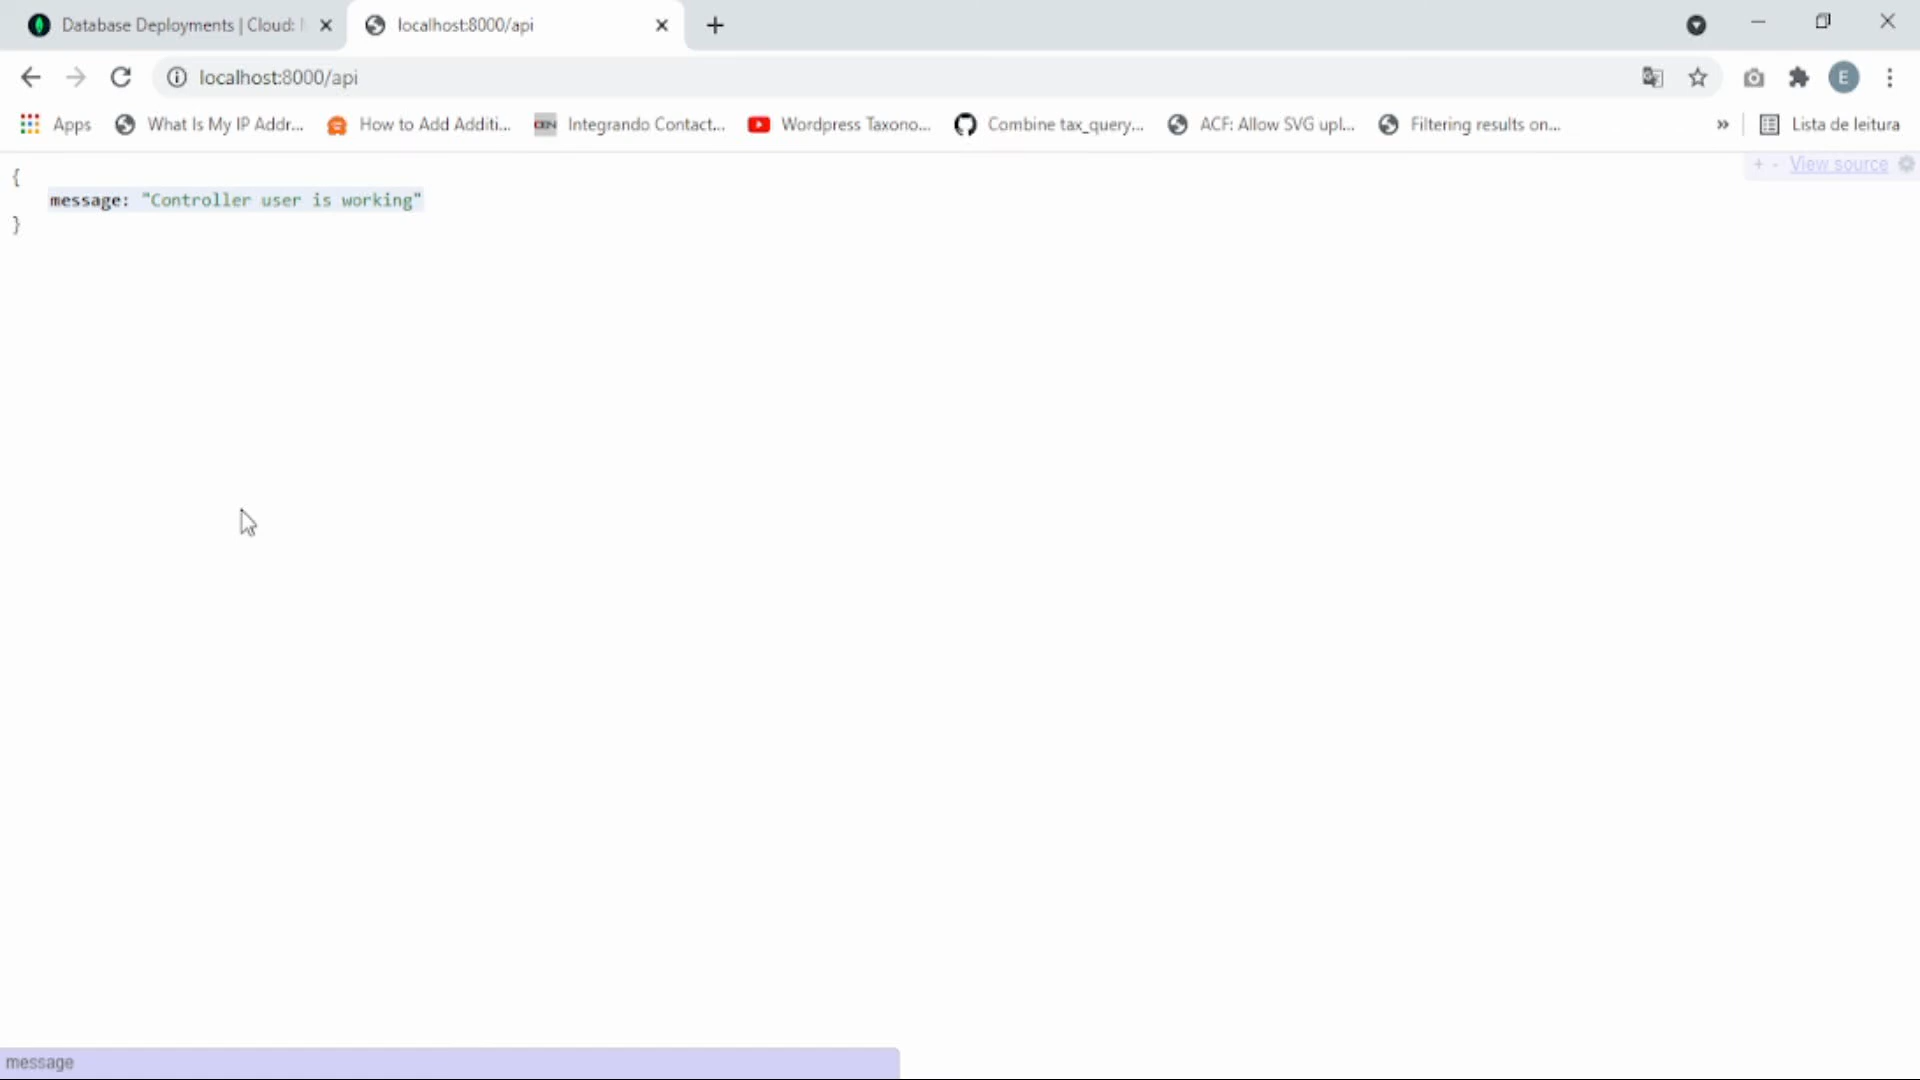 Database Deployments | Cloud:
localhost:8000/api
localhost:8000/api
E
Apps
What Is My IP Addr...
How to Add Additi...
Integrando Contact...
Wordpress Taxono...
Combine tax_query...
ACF: Allow SVG upl...
Filtering results on...
»
Lista de leitura
+ - View source
{
message: "Controller user is working"
}
message